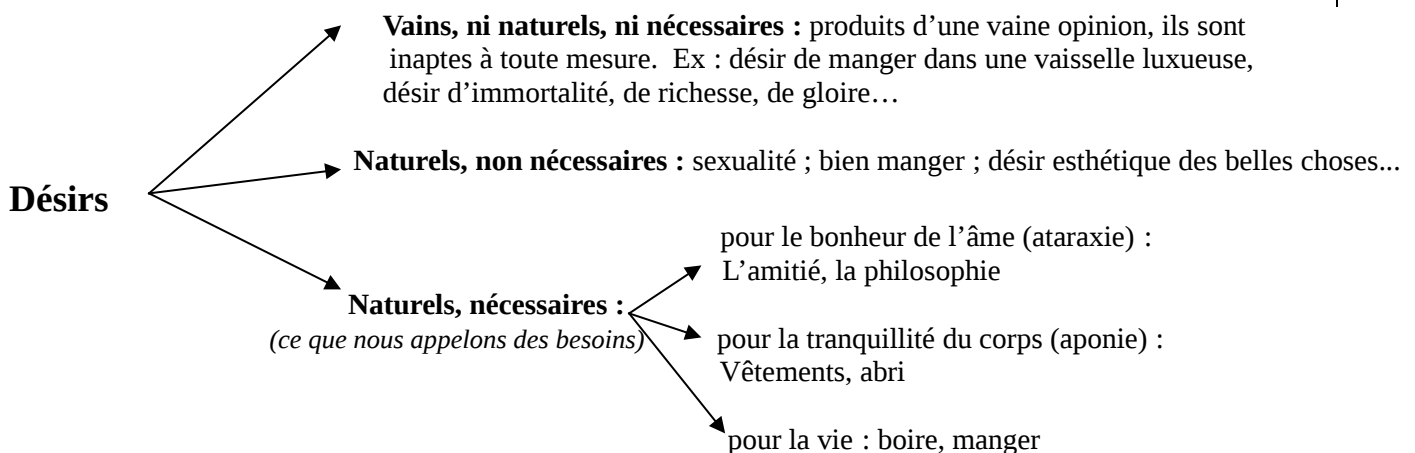 Vains, ni naturels, ni nécessaires : produits d’une vaine opinion, ils sont
inaptes à toute mesure.  Ex : désir de manger dans une vaisselle luxueuse,
désir d’immortalité, de richesse, de gloire…
Naturels, non nécessaires : sexualité ; bien manger ; désir esthétique des belles choses...
Désirs
pour le bonheur de l’âme (ataraxie) :
L’amitié, la philosophie
Naturels, nécessaires :
(ce que nous appelons des besoins)
pour la tranquillité du corps (aponie) :
Vêtements, abri
pour la vie : boire, manger